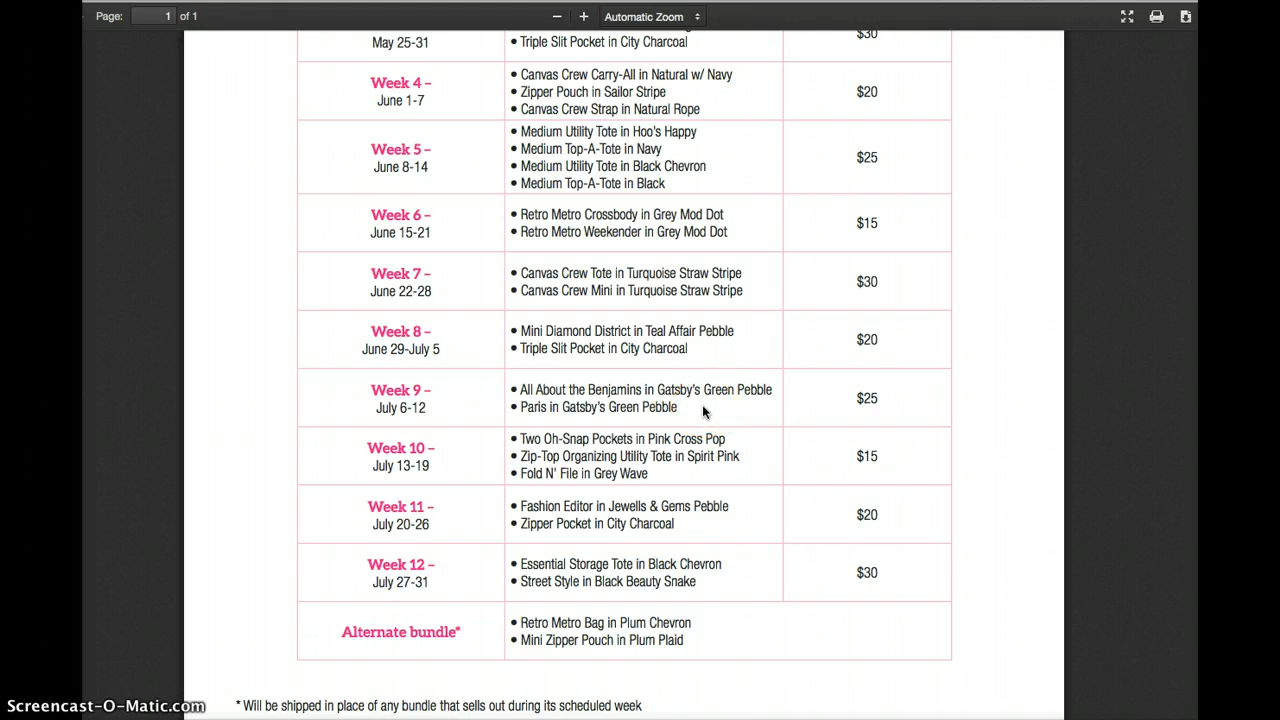 Page: 1 of 1 Automatic Zoom
May 25-31
• Triple Slit Pocket in City Charcoal
$30
Week 4 –
June 1-7
• Canvas Crew Carry-All in Natural w/ Navy
• Zipper Pouch in Sailor Stripe
• Canvas Crew Strap in Natural Rope
$20
Week 5 –
June 8-14
• Medium Utility Tote in Hoo's Happy
• Medium Top-A-Tote in Navy
• Medium Utility Tote in Black Chevron
• Medium Top-A-Tote in Black
$25
Week 6 –
June 15-21
• Retro Metro Crossbody in Grey Mod Dot
• Retro Metro Weekender in Grey Mod Dot
$15
Week 7 –
June 22-28
• Canvas Crew Tote in Turquoise Straw Stripe
• Canvas Crew Mini in Turquoise Straw Stripe
$30
Week 8 –
June 29-July 5
• Mini Diamond District in Teal Affair Pebble
• Triple Slit Pocket in City Charcoal
$20
Week 9 –
July 6-12
• All About the Benjamins in Gatsby's Green Pebble
• Paris in Gatsby's Green Pebble
$25
Week 10 –
July 13-19
• Two Oh-Snap Pockets in Pink Cross Pop
• Zip-Top Organizing Utility Tote in Spirit Pink
• Fold N' File in Grey Wave
$15
Week 11 –
July 20-26
• Fashion Editor in Jewells & Gems Pebble
• Zipper Pocket in City Charcoal
$20
Week 12 –
July 27-31
• Essential Storage Tote in Black Chevron
• Street Style in Black Beauty Snake
$30
Alternate bundle*
• Retro Metro Bag in Plum Chevron
• Mini Zipper Pouch in Plum Plaid
* Will be shipped in place of any bundle that sells out during its scheduled week
Screencast-O-Matic.com